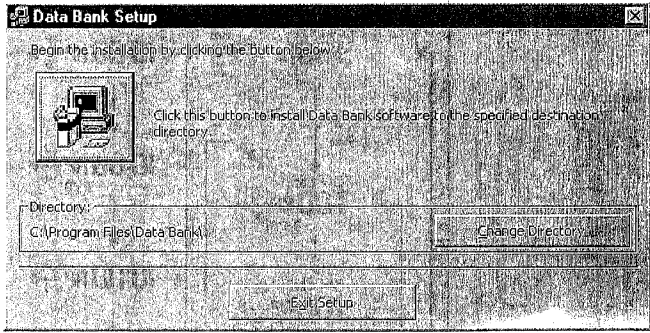 Data Bank Setup
Begin the installation by clicking the button below.
Click this button to install Data Bank software to the specified destination
directory.
Directory:
C:\Program Files\Data Bank\
Change Directory
Exit Setup